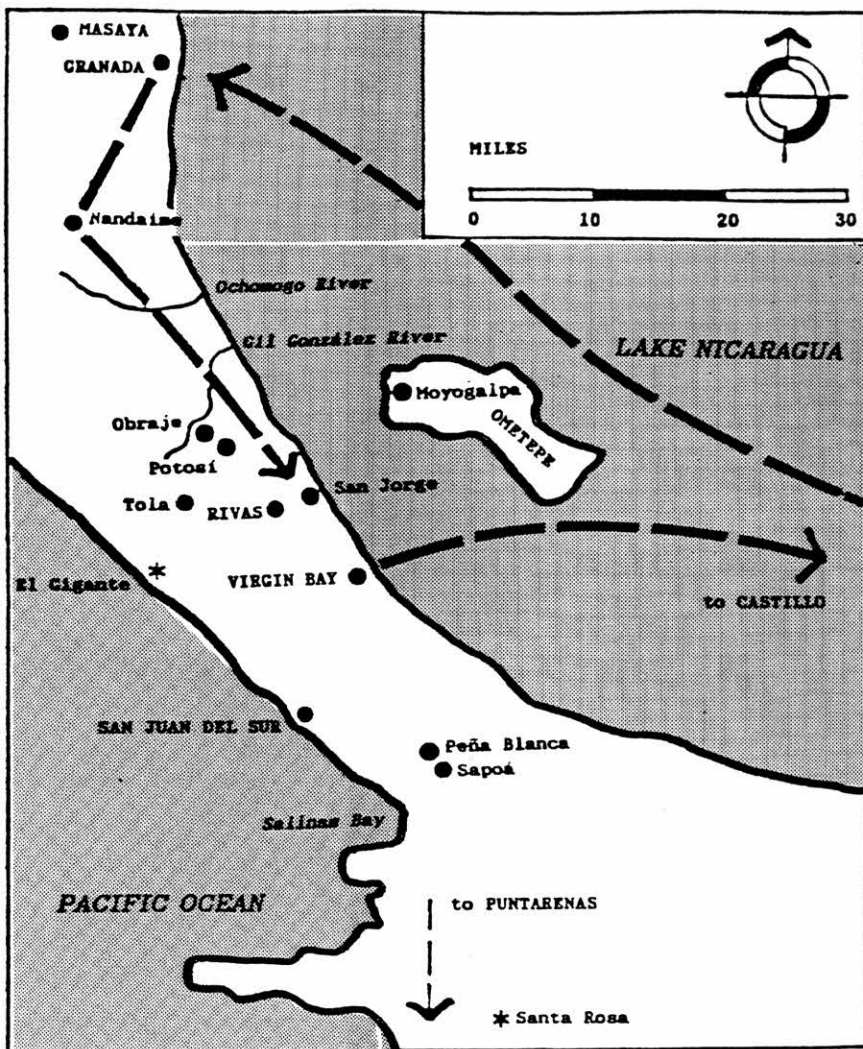 MASAYA
GRANADA
MILES
0 10 20 30
Nandaime
Ochomogo River
Gil González River
LAKE NICARAGUA
Moyogalpa
OMETEPE
Obraje
Potosí
San Jorge
Tola
RIVAS
El Gigante
VIRGIN BAY
to CASTILLO
SAN JUAN DEL SUR
Peña Blanca
Sapoá
Salinas Bay
PACIFIC OCEAN
to PUNTARENAS
Santa Rosa